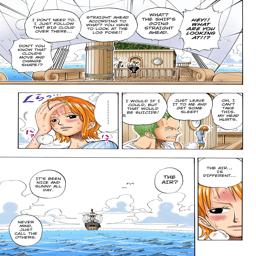 HEY!!
WHAT ARE
YOU LOOKING
AT!!?
WHAT?
THE SHIP'S
GOING
STRAIGHT
AHEAD.
STRAIGHT AHEAD
ACCORDING TO
WHAT? YOU HAVE
TO LOOK AT THE
LOG POSE!!
I DON'T NEED TO.
I JUST FOLLOW
THAT BIG CLOUD
OVER THERE...
DON'T YOU
KNOW THAT
CLOUDS
MOVE AND
CHANGE
SHAPE?!
OH, I
CAN'T
TAKE
THIS.
MY HEAD
HURTS.
JUST LEAVE
IT TO ME AND
GET SOME
SLEEP!
I WOULD IF I
COULD, BUT THAT
WOULD BE
SUICIDE!
THE AIR...
IS
DIFFERENT...
THE
AIR?
IT'S BEEN
NICE AND
SUNNY ALL
DAY.
NEVER
MIND,
JUST
CALL THE
OTHERS.